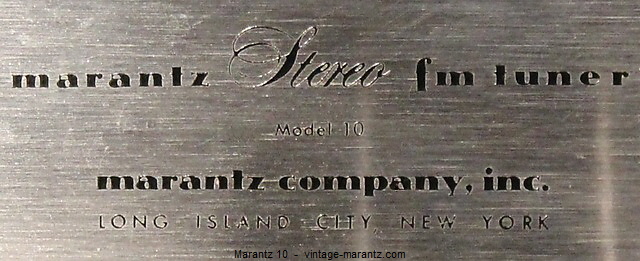 marantz Stereo fm tuner
Model 10
marantz company, inc.
LONG ISLAND CITY, NEW YORK
Marantz 10 - vintage-marantz.com